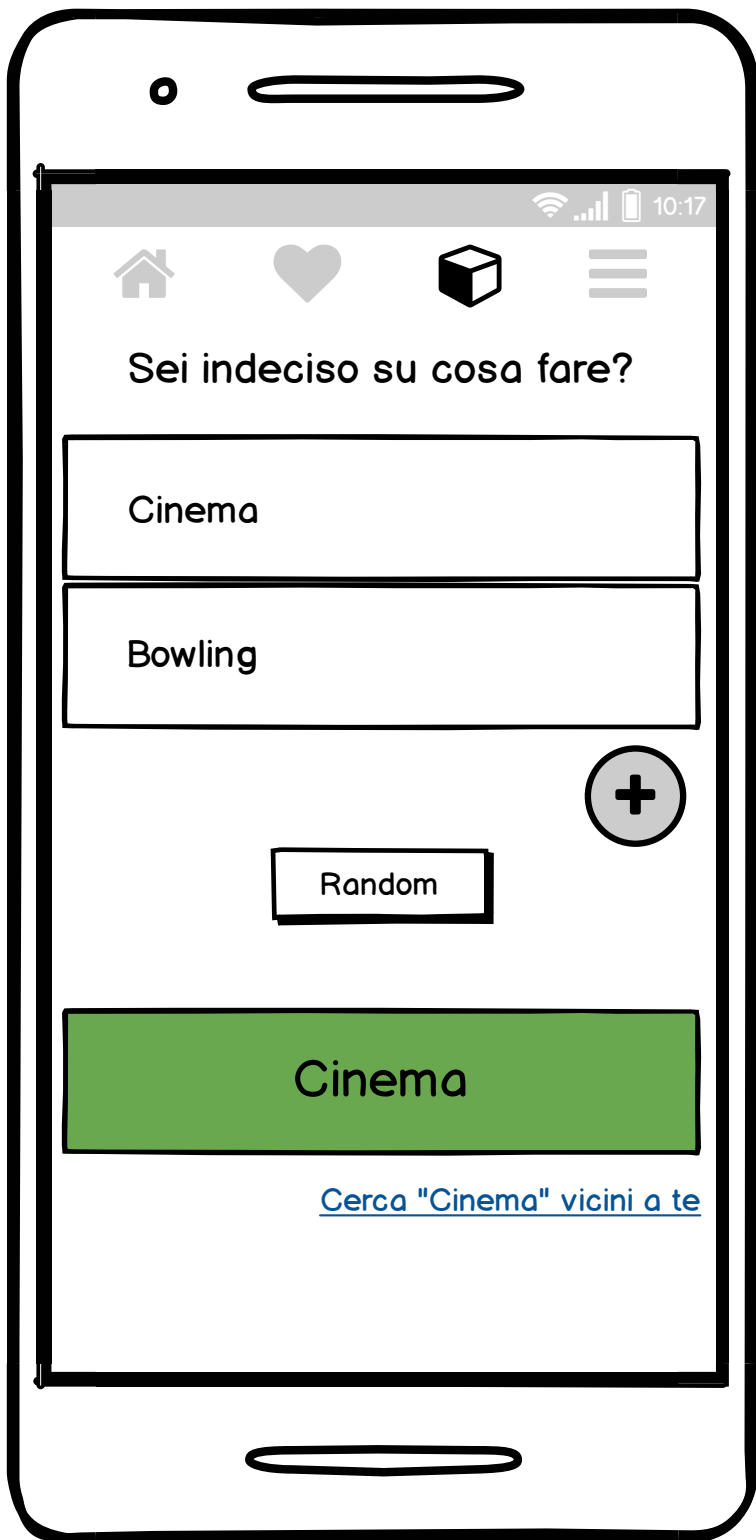 10:17
Sei indeciso su cosa fare?
Cinema
Bowling
Random
Cinema
Cerca "Cinema" vicini a te